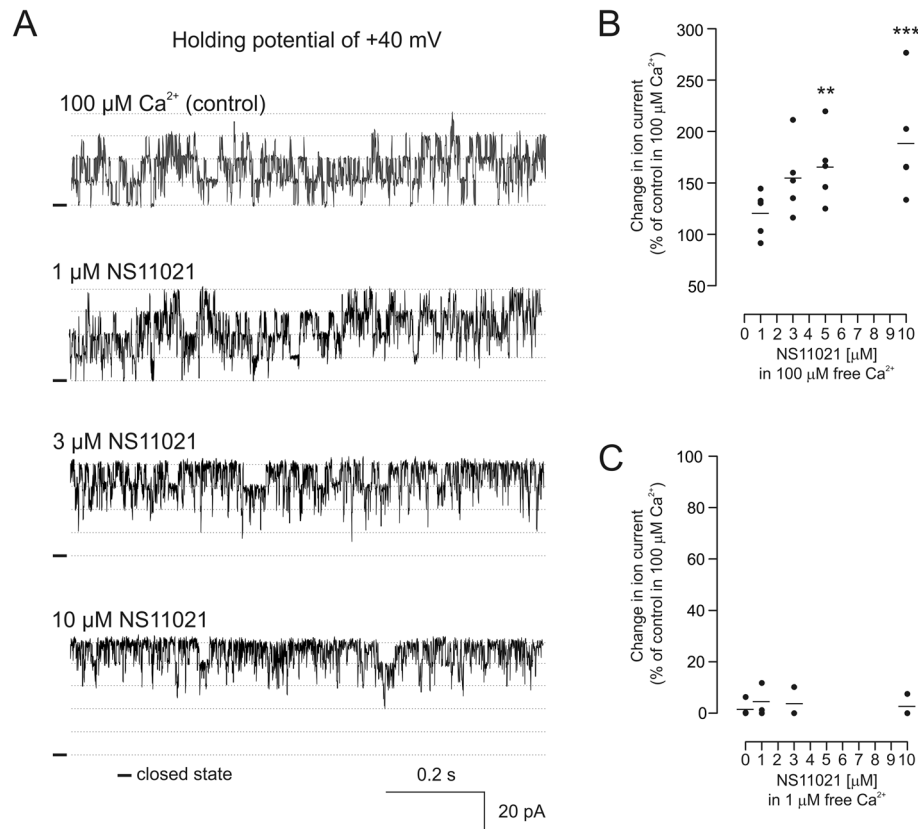 A
Holding potential of +40 mV
100 µM Ca²⁺ (control)
1 µM NS11021
3 µM NS11021
10 µM NS11021
closed state
0.2 s
20 pA
B
Change in ion current
(% of control in 100 µM Ca²⁺)
300
250
200
150
100
50
**
***
0 1 2 3 4 5 6 7 8 9 10
NS11021 [µM]
in 100 µM free Ca²⁺
C
Change in ion current
(% of control in 100 µM Ca²⁺)
100
80
60
40
20
0
0 1 2 3 4 5 6 7 8 9 10
NS11021 [µM]
in 1 µM free Ca²⁺